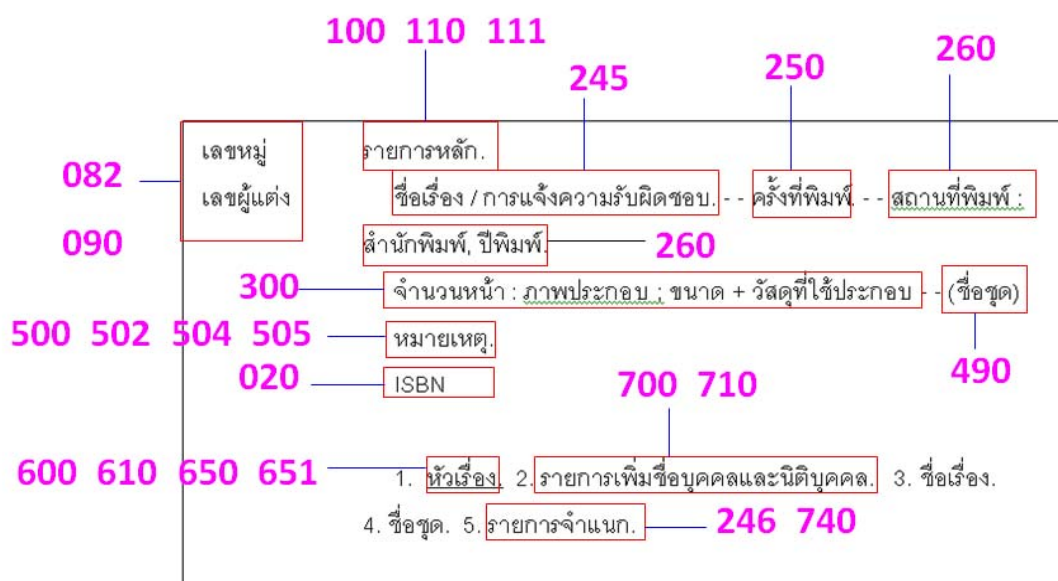 100 110 111
245
250
260
เลขหมู่ รายการหลัก.
082
เลขผู้แต่ง ชื่อเรื่อง / การแจ้งความรับผิดชอบ. - - ครั้งที่พิมพ์. - - สถานที่พิมพ์ :
090 สำนักพิมพ์, ปีพิมพ์. 260
300 จำนวนหน้า : ภาพประกอบ ; ขนาด + วัสดุที่ใช้ประกอบ - - (ชื่อชุด)
500 502 504 505 หมายเหตุ.
020 ISBN 490
700 710
600 610 650 651 1. หัวเรื่อง. 2. รายการเพิ่มชื่อบุคคลและนิติบุคคล. 3. ชื่อเรื่อง.
4. ชื่อชุด. 5. รายการจำแนก. 246 740